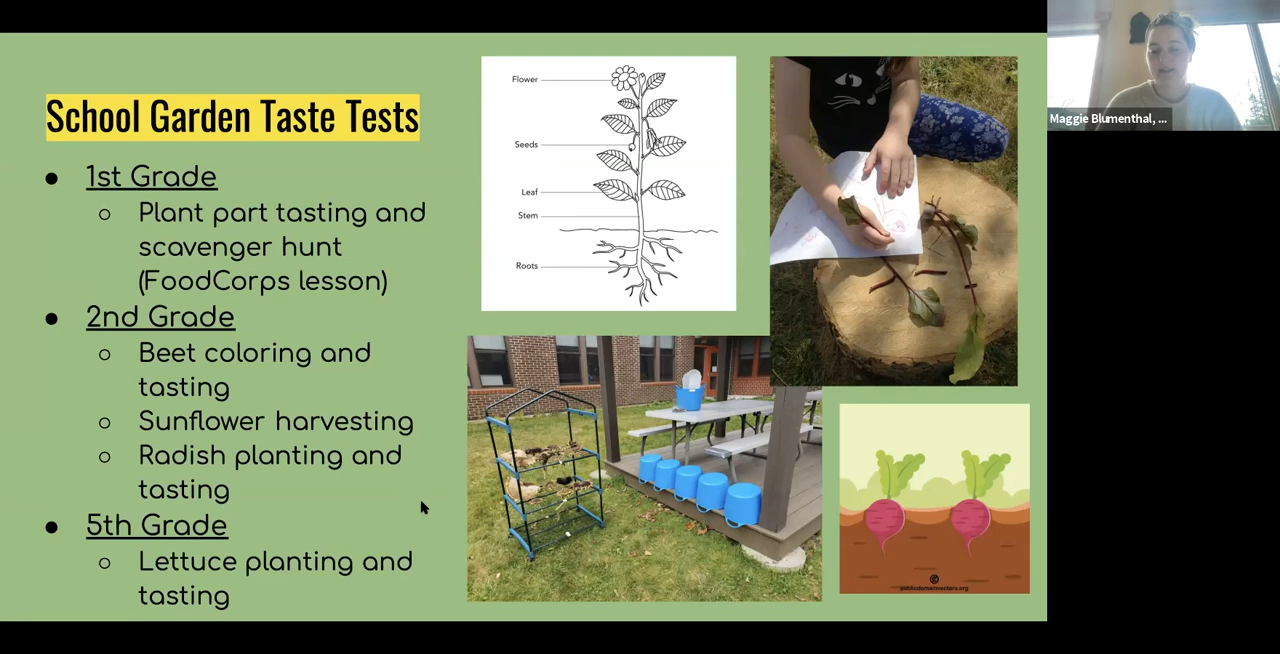 School Garden Taste Tests
1st Grade
Plant part tasting and
scavenger hunt
(FoodCorps lesson)
2nd Grade
Beet coloring and
tasting
Sunflower harvesting
Radish planting and
tasting
5th Grade
Lettuce planting and
tasting
Flower
Seeds
Leaf
Stem
Roots
publicdomainvectors.org
Maggie Blumenthal, ...